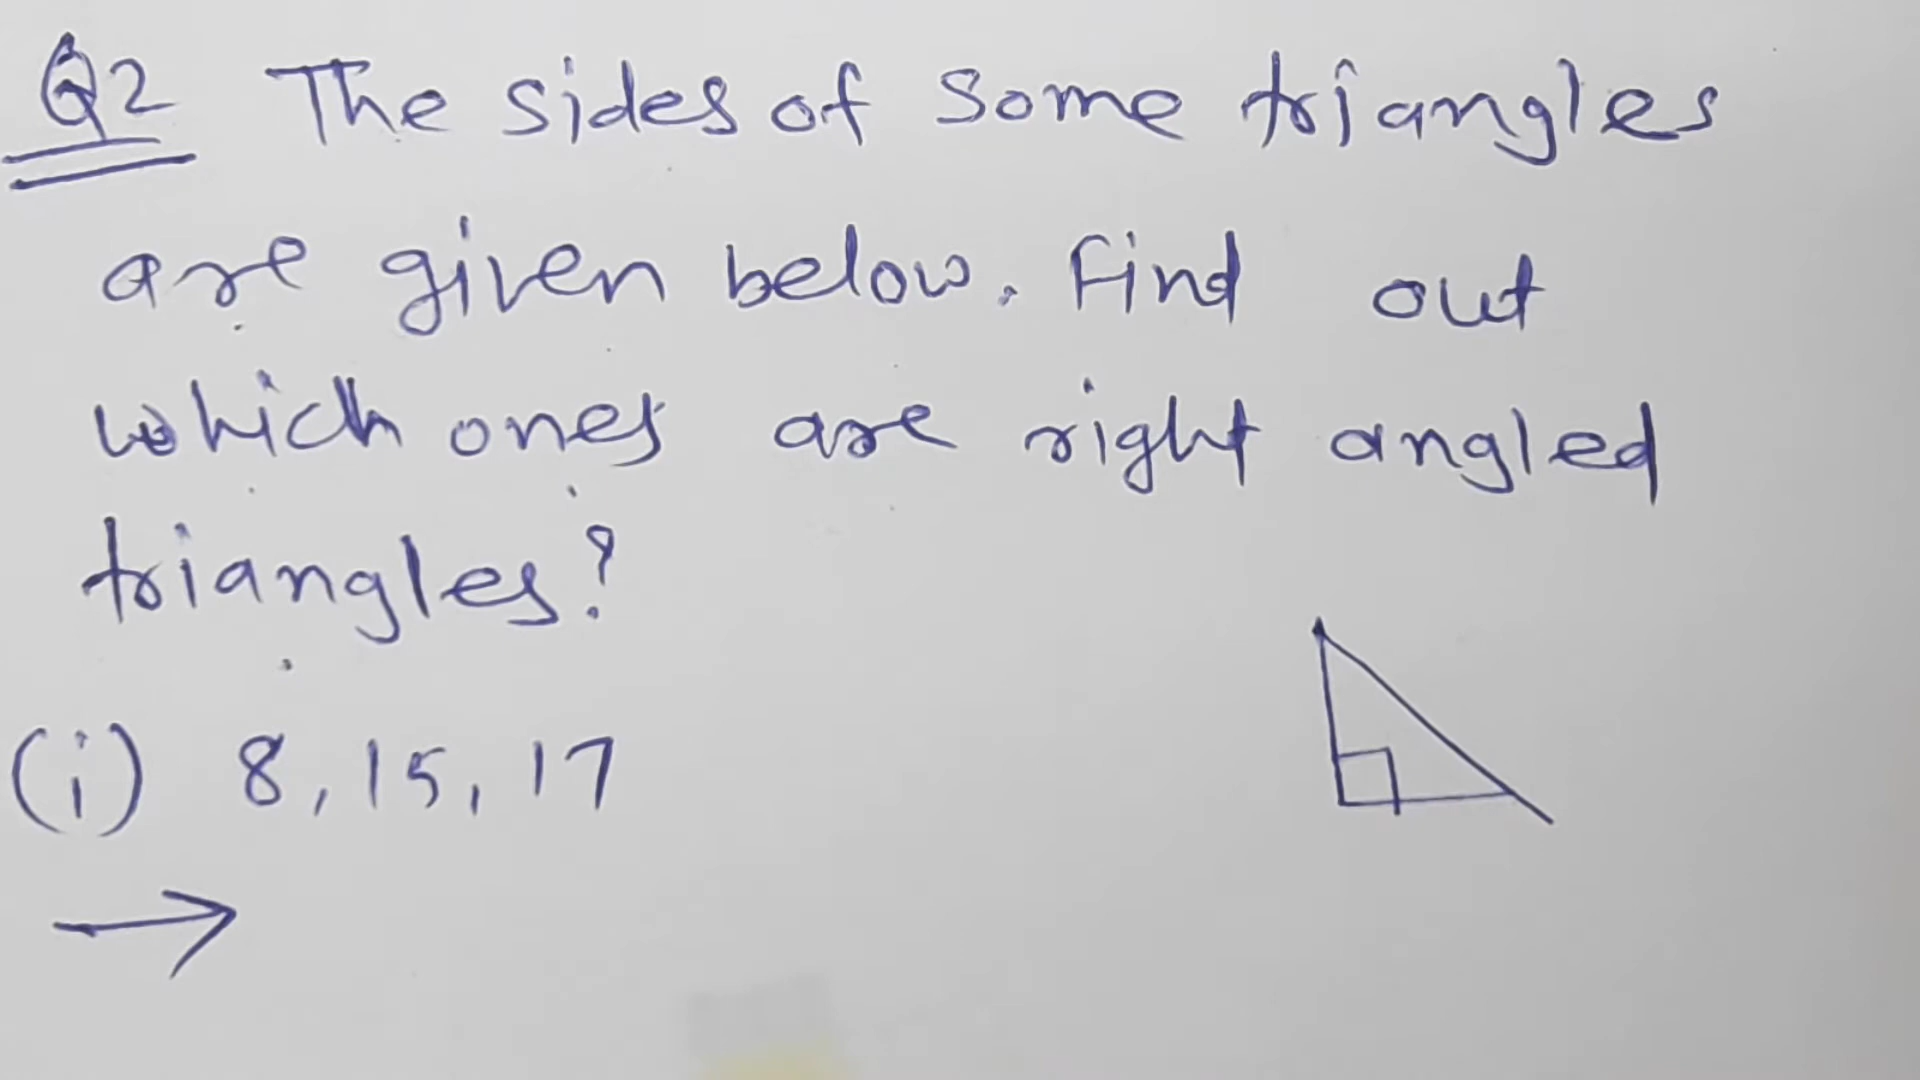 Q2 The sides of some triangles
are given below. Find out
which ones are right angled
triangles?
(i) 8, 15, 17